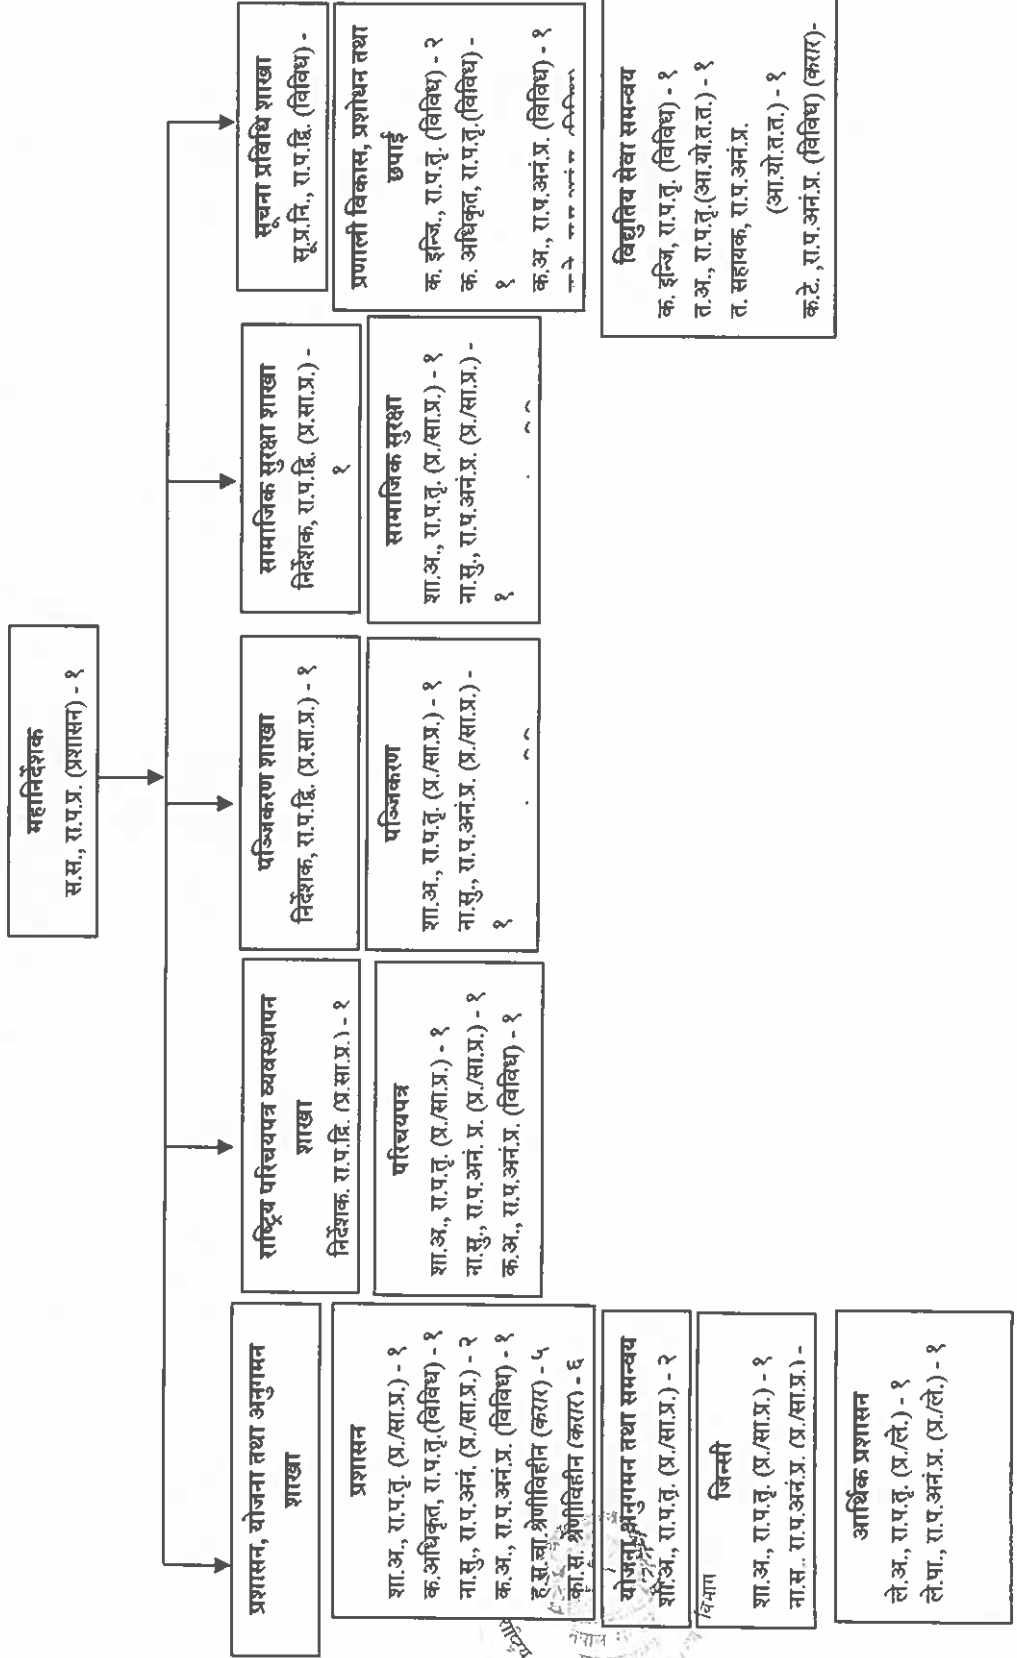 महानिर्देशक
स.स., रा.प.प्र. (प्रशासन) - १
प्रशासन, योजना तथा अनुगमन
शाखा
प्रशासन
शा.अ., रा.प.तृ. (प्र./सा.प्र.) - १
क.अधिकृत, रा.प.तृ.(विविध) - १
ना.सु., रा.प.अनं. (प्र./सा.प्र.) - २
क.अ., रा.प.अनं.प्र. (विविध) - १
ह.स.चा. श्रेणीविहीन (करार) - ५
का.स. श्रेणीविहीन (करार) - ६
योजना अनुगमन तथा समन्वय
शा.अ., रा.प.तृ. (प्र./सा.प्र.) - २
जिन्सी
शा.अ., रा.प.तृ. (प्र./सा.प्र.) - १
ना.सु.. रा.प.अनं.प्र. (प्र./सा.प्र.) -
आर्थिक प्रशासन
ले.अ., रा.प.तृ. (प्र./ले.) - १
ले.पा., रा.प.अनं.प्र. (प्र./ले.) - १
राष्ट्रिय परिचयपत्र व्यवस्थापन
शाखा
निर्देशक. रा.प.द्वि. (प्र.सा.प्र.) - १
परिचयपत्र
शा.अ., रा.प.तृ. (प्र./सा.प्र.) - १
ना.सु., रा.प.अनं. प्र. (प्र./सा.प्र.) - १
क.अ., रा.प.अनं.प्र. (विविध) - १
पञ्जिकरण शाखा
निर्देशक, रा.प.द्वि. (प्र.सा.प्र.) - १
पञ्जिकरण
शा.अ., रा.प.तृ. (प्र./सा.प्र.) - १
ना.सु., रा.प.अनं.प्र. (प्र./सा.प्र.) -
१
सामाजिक सुरक्षा शाखा
निर्देशक, रा.प.द्वि. (प्र.सा.प्र.) -
१
सामाजिक सुरक्षा
शा.अ., रा.प.तृ. (प्र./सा.प्र.) - १
ना.सु., रा.प.अनं.प्र. (प्र./सा.प्र.) -
१
सूचना प्रविधि शाखा
सू.प्र.नि., रा.प.द्वि. (विविध) -
प्रणाली विकास, प्रशोधन तथा
छपाई
क. इन्जि., रा.प.तृ. (विविध) - २
क. अधिकृत, रा.प.तृ.(विविध) -
१
क.अ., रा.प.अनं.प्र. (विविध) - १
विद्युतिय सेवा समन्वय
क. इन्जि, रा.प.तृ. (विविध) - १
त.अ., रा.प.तृ.(आ.यो.त.त.) - १
त. सहायक, रा.प.अनं.प्र.
(आ.यो.त.त.) - १
क.टे. ,रा.प.अनं.प्र. (विविध) (करार)-
राष्ट्रिय
नेपाल
विभाग